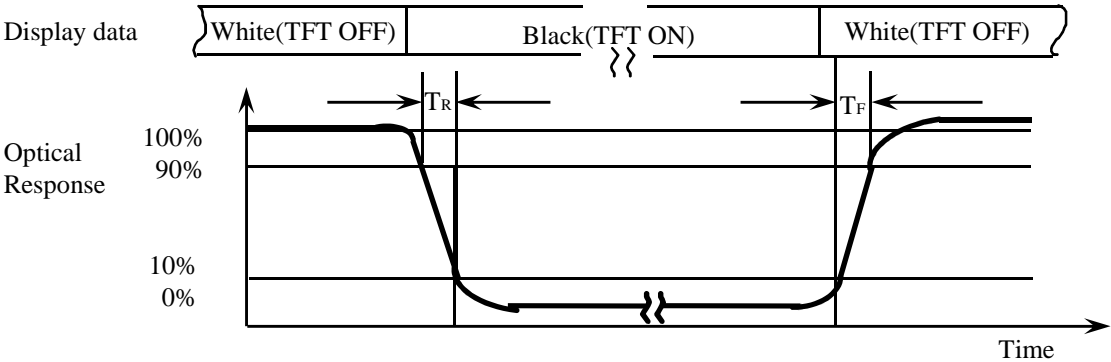 Display data
White(TFT OFF)
Black(TFT ON)
White(TFT OFF)
TR
TF
Optical
Response
100%
90%
10%
0%
Time